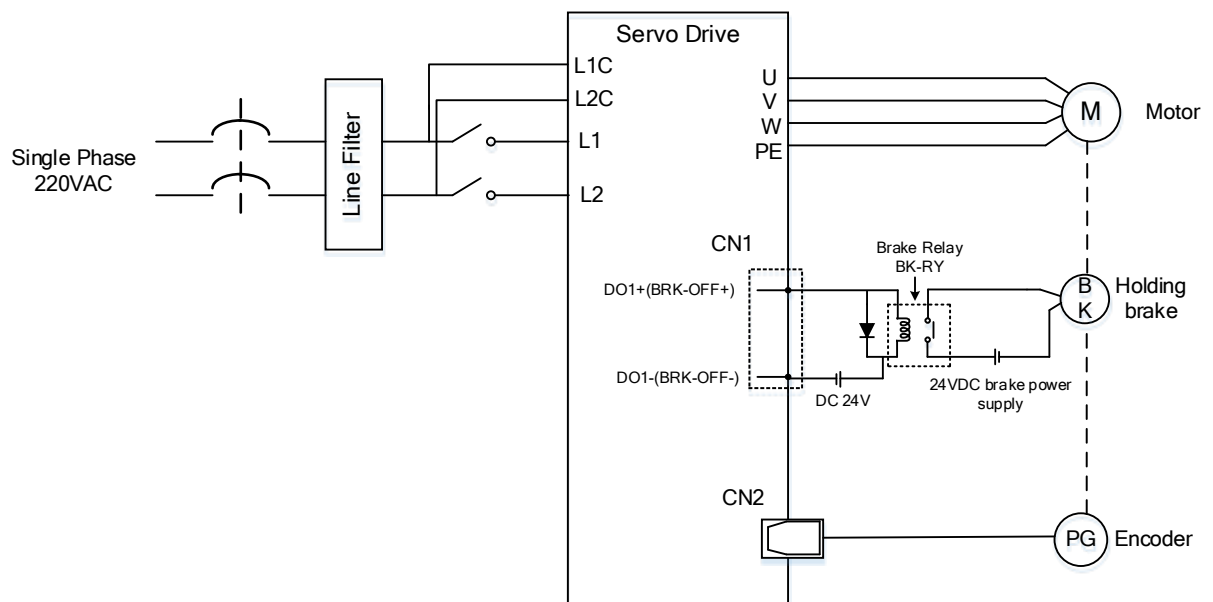 Servo Drive
L1C
L2C
L1
L2
Single Phase
220VAC
Line Filter
U
V
W
PE
M
Motor
CN1
DO1+(BRK-OFF+)
DO1-(BRK-OFF-)
DC 24V
Brake Relay
BK-RY
24VDC brake power
supply
B
K
Holding
brake
CN2
PG
Encoder